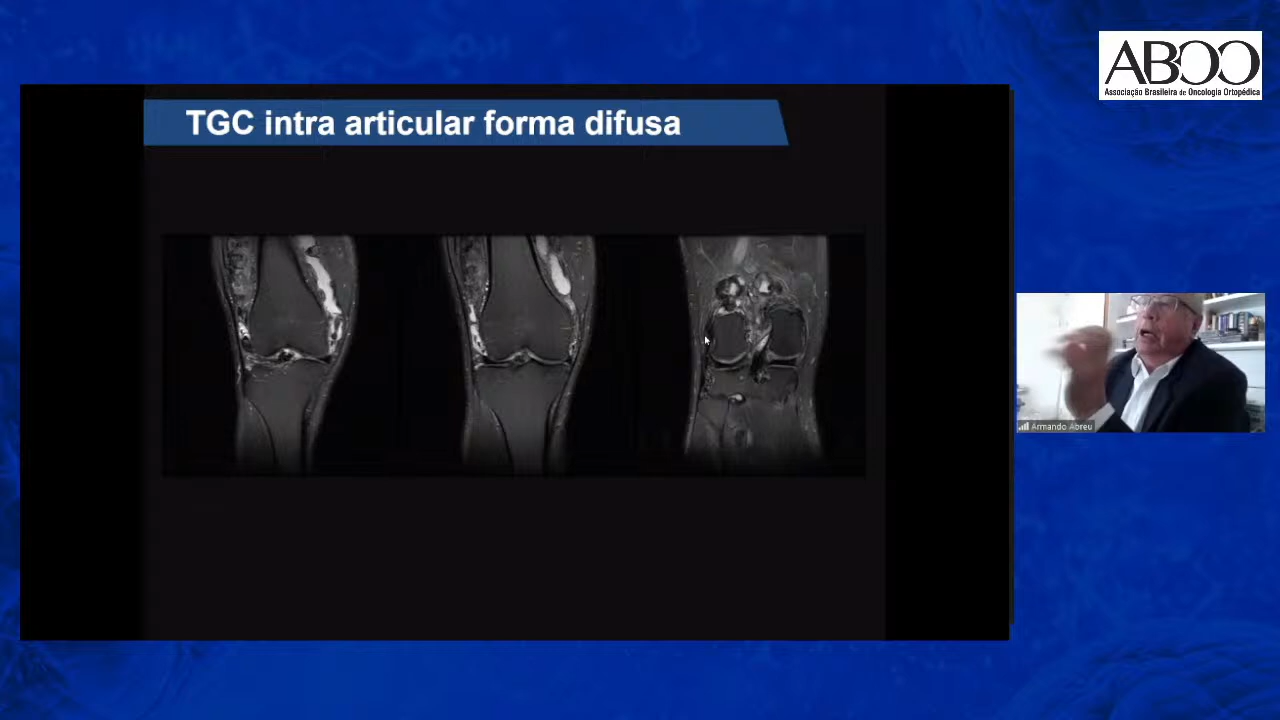 ABOO
Associação Brasileira de Oncologia Ortopédica
TGC intra articular forma difusa
Armando Abreu